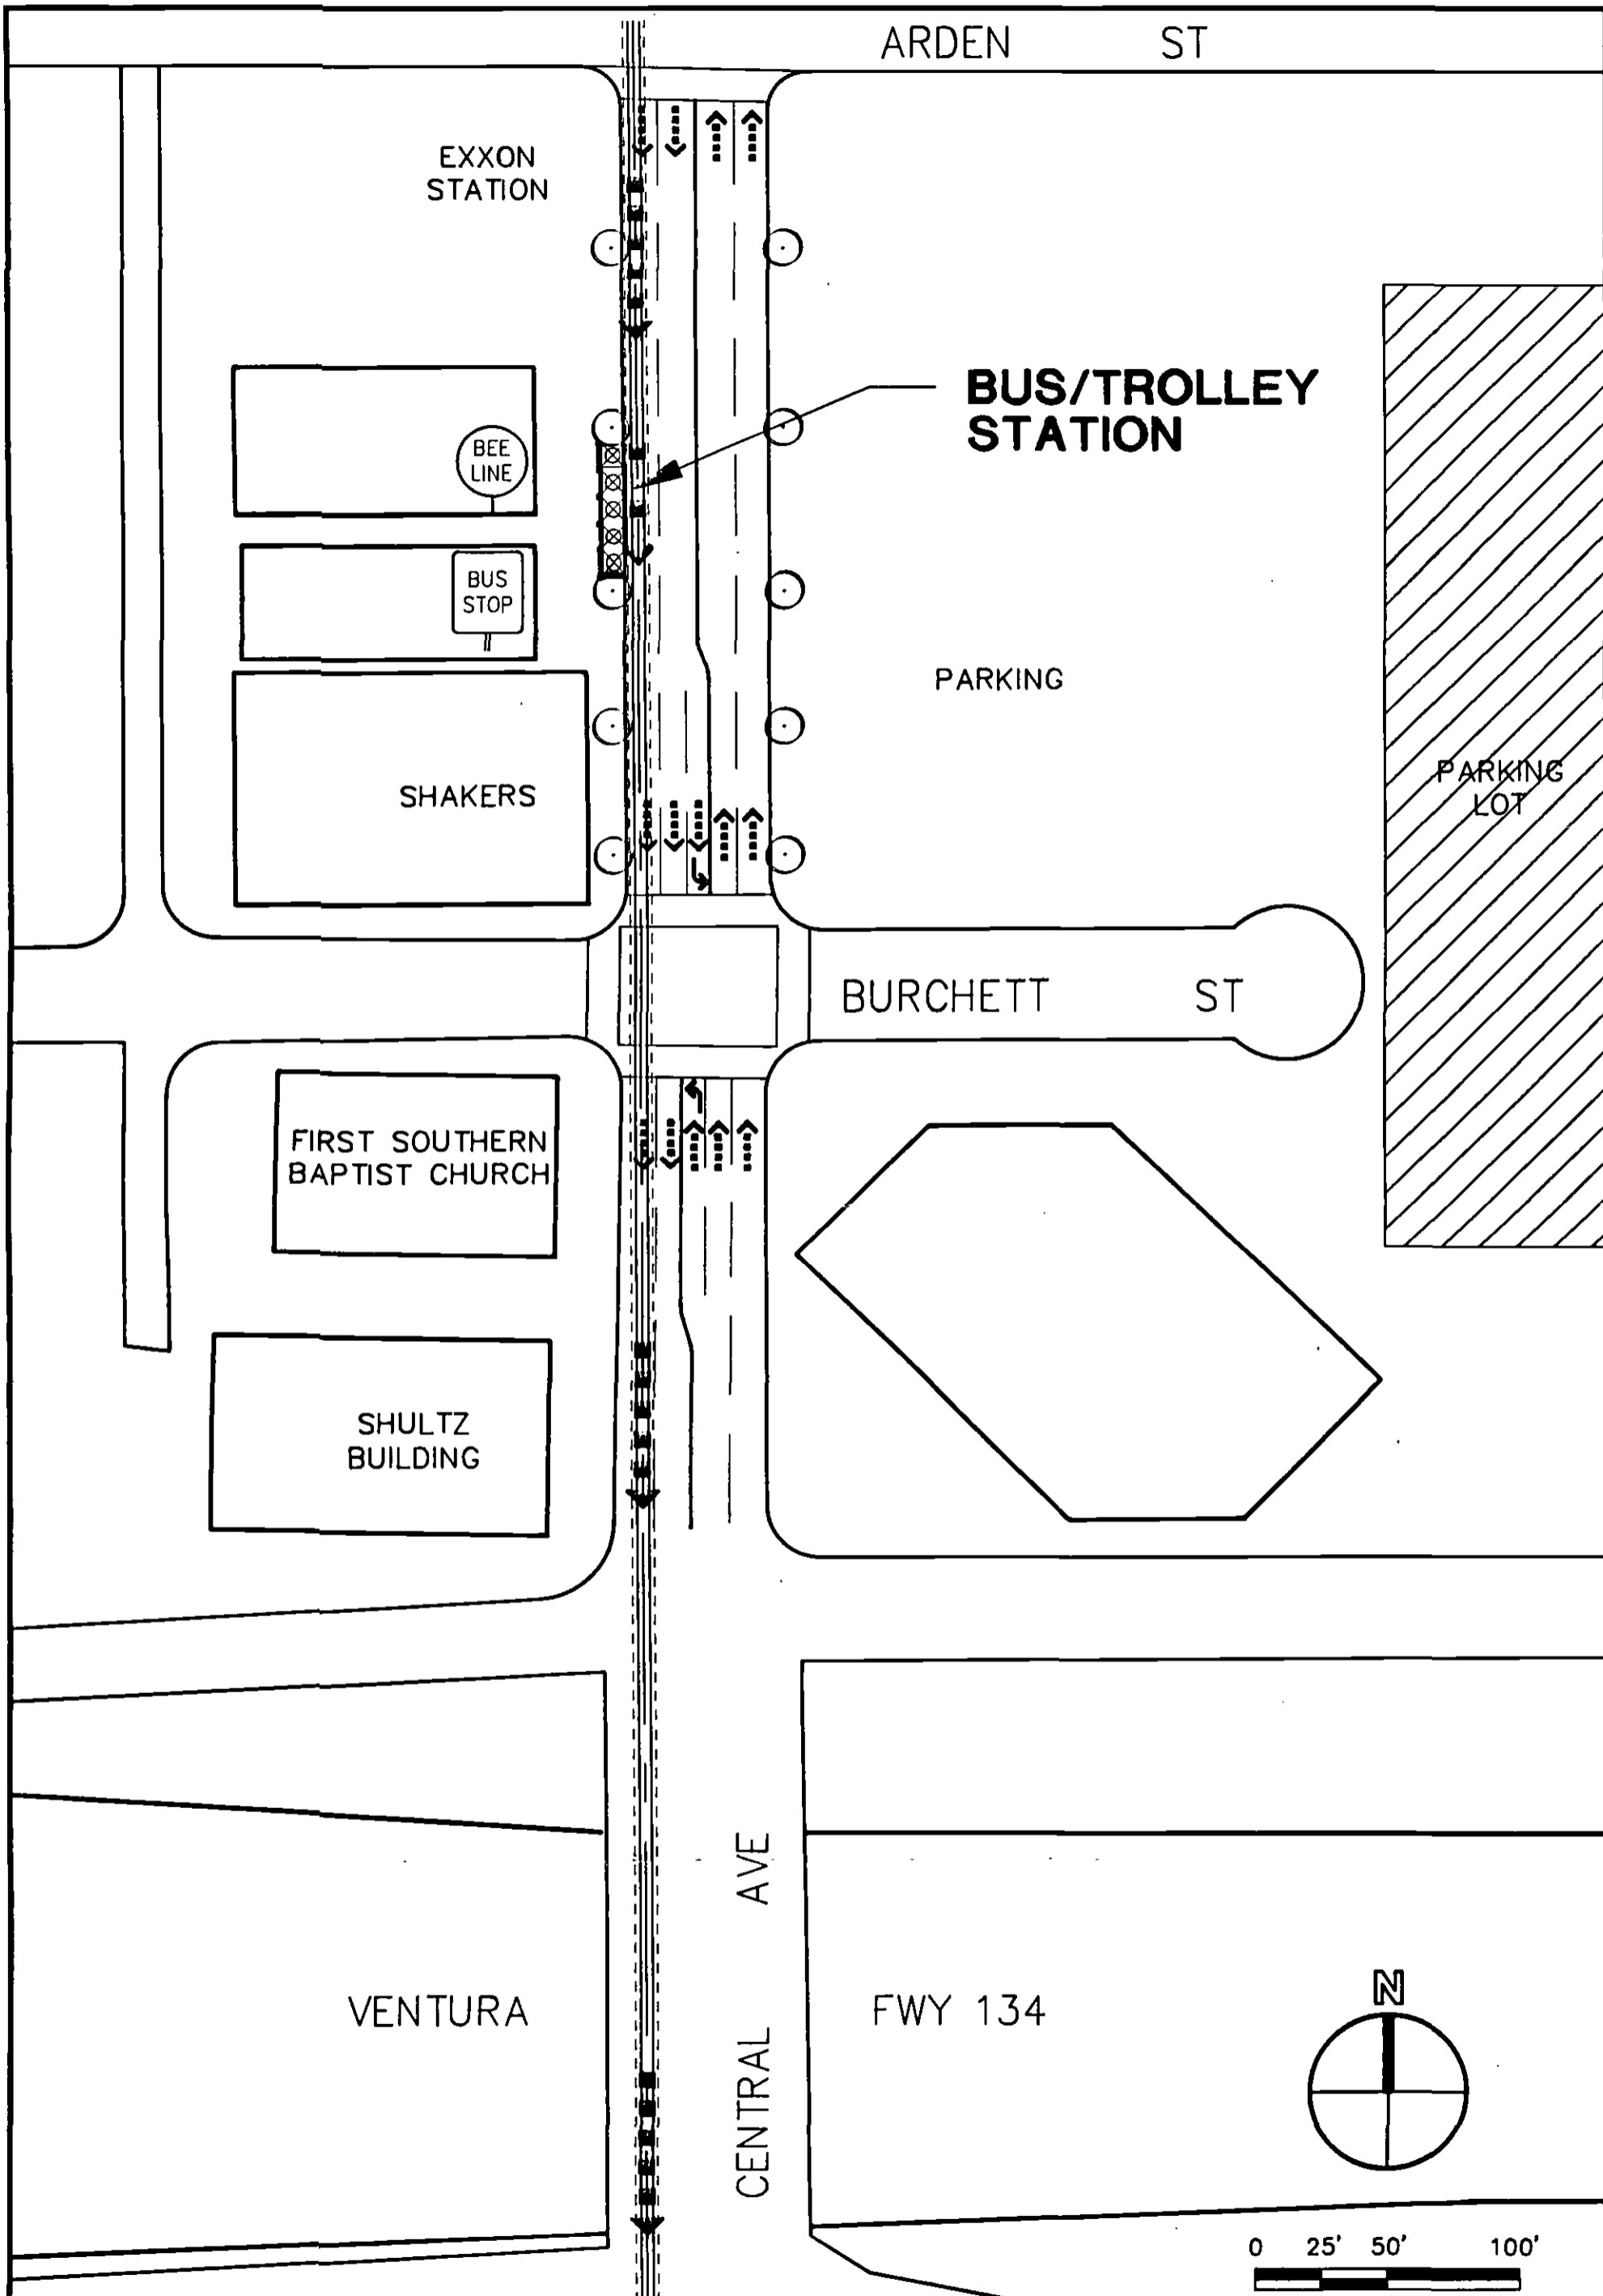 ARDEN ST
EXXON
STATION
BUS/TROLLEY
STATION
BEE
LINE
BUS
STOP
PARKING
SHAKERS
PARKING
LOT
BURCHETT ST
FIRST SOUTHERN
BAPTIST CHURCH
SHULTZ
BUILDING
CENTRAL AVE
VENTURA
FWY 134
N
0 25' 50' 100'